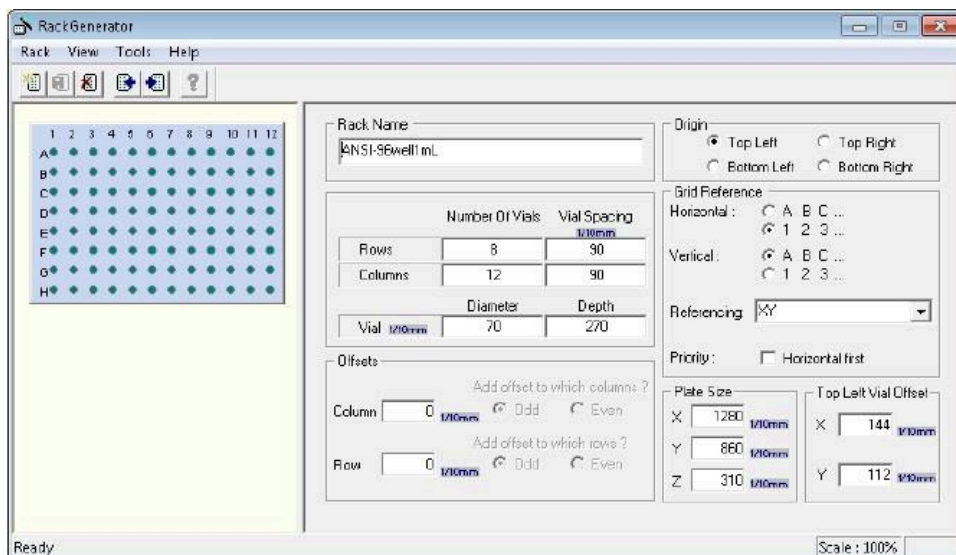 RackGenerator
Rack View Tools Help
1 2 3 4 5 6 7 8 9 10 11 12
A
B
C
D
E
F
G
H
Rack Name
ANSI-96well1mL
Number Of Vials Vial Spacing
1/10mm
Rows 8 90
Columns 12 90
Diameter Depth
Vial 1/10mm 70 270
Offsets
Add offset to which columns ?
Column 0 1/10mm Odd Even
Add offset to which rows ?
Row 0 1/10mm Odd Even
Origin
Top Left Top Right
Bottom Left Bottom Right
Grid Reference
Horizontal : A B C ...
1 2 3 ...
Vertical : A B C ...
1 2 3 ...
Referencing: XY
Priority : Horizontal first
Plate Size
X 1280 1/10mm
Y 860 1/10mm
Z 310 1/10mm
Top Left Vial Offset
X 144 1/10mm
Y 112 1/10mm
Ready Scale : 100%